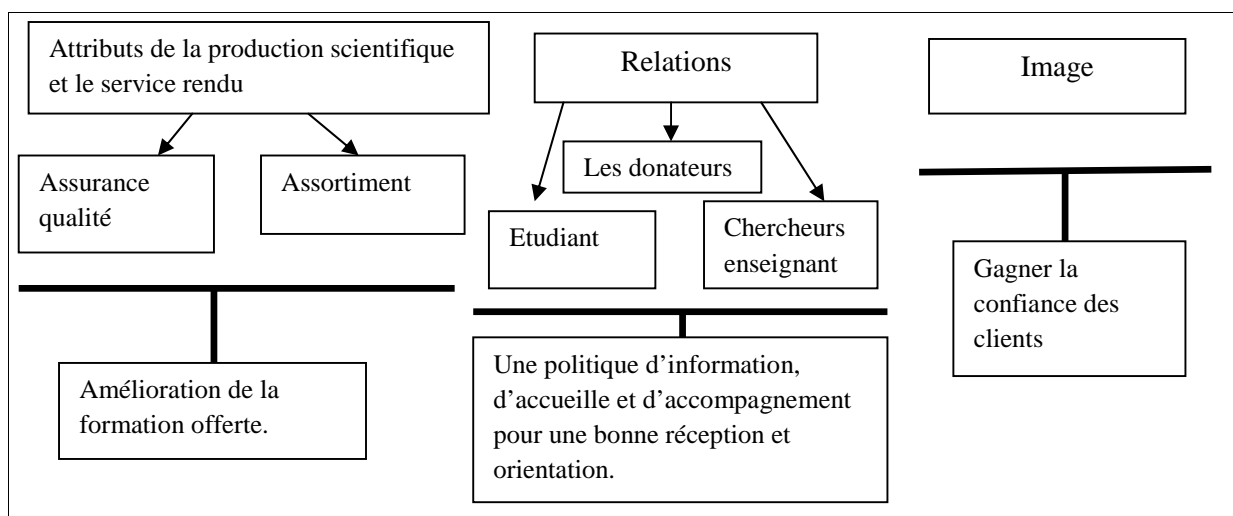 Attributs de la production scientifique
et le service rendu
Relations
Image
Assurance
qualité
Assortiment
Les donateurs
Etudiant
Chercheurs
enseignant
Gagner la
confiance des
clients
Amélioration de la
formation offerte.
Une politique d’information,
d’accueille et d’accompagnement
pour une bonne réception et
orientation.